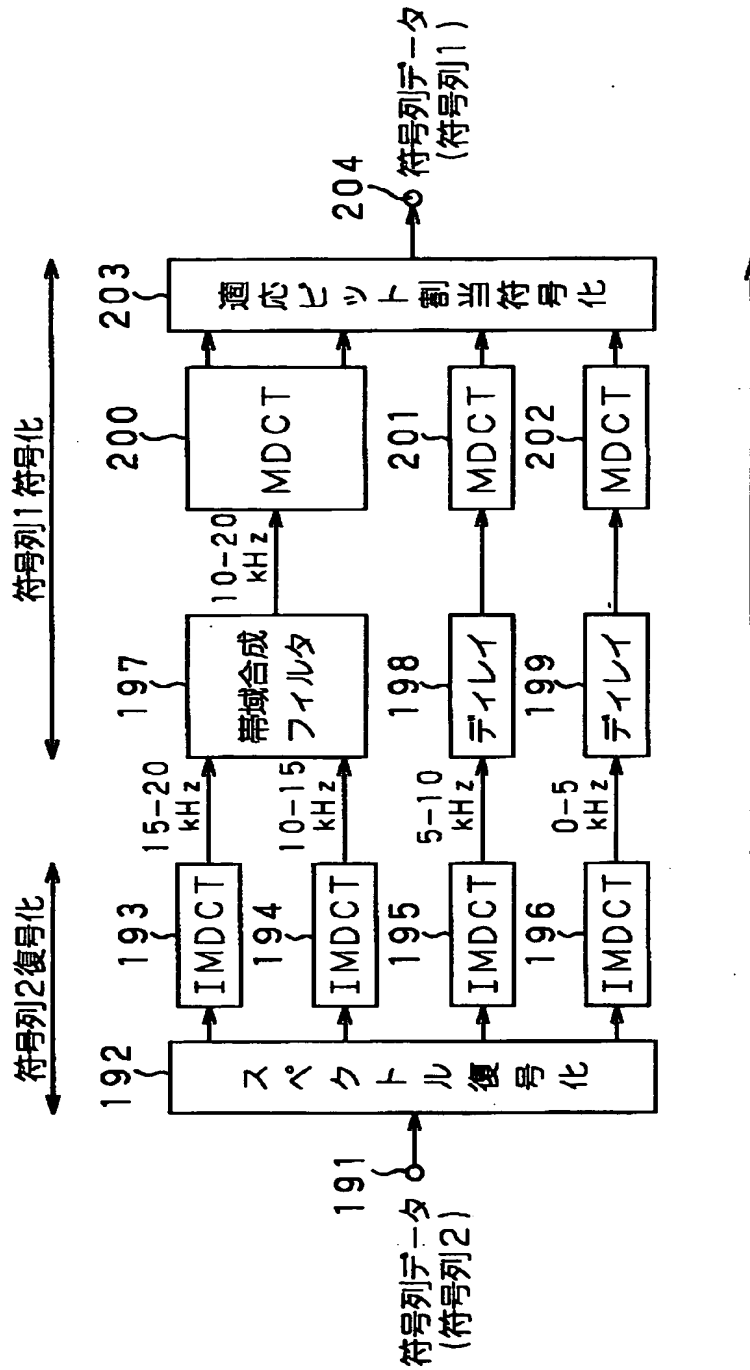 符号列2復号化
符号列1符号化
191
符号列データ
(符号列2)
192
スペクトル復号化
193
IMDCT
194
IMDCT
195
IMDCT
196
IMDCT
15-20
kHz
10-15
kHz
5-10
kHz
0-5
kHz
197
帯域合成
フィルタ
198
ディレイ
199
ディレイ
10-20
kHz
200
MDCT
201
MDCT
202
MDCT
203
適応ビット割当符号化
204
符号列データ
(符号列1)